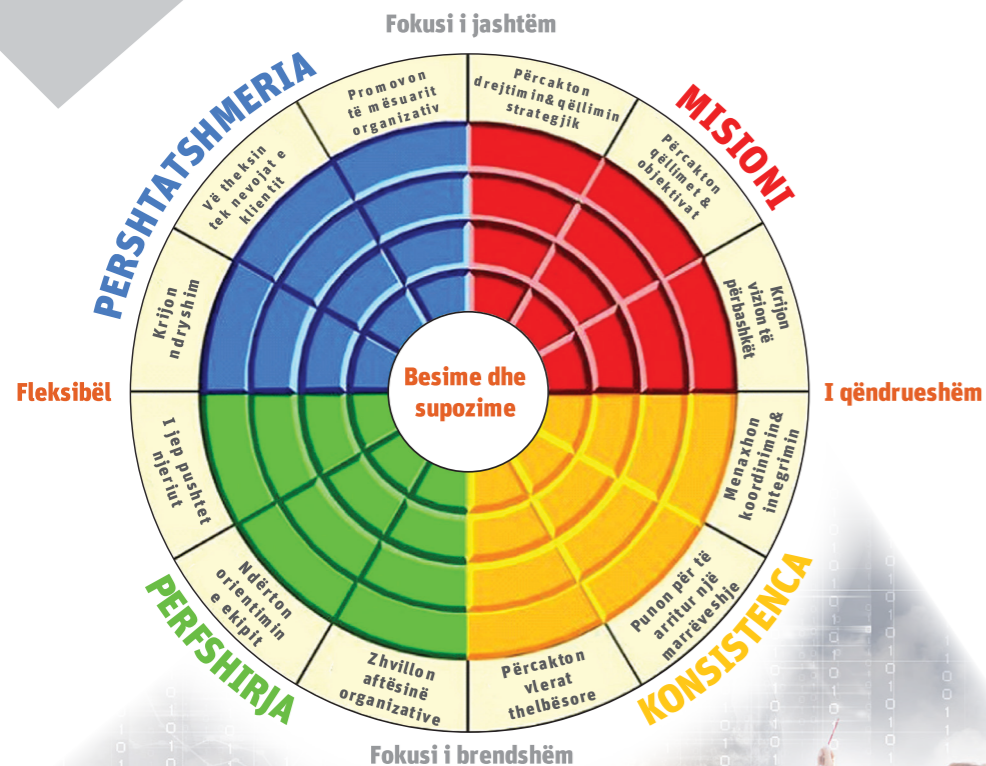 Fokusi i jashtëm
PERSHTATSHMERIA
MISIONI
Promovon
të mësuarit
organizativ
Përcakton
drejtimin& qëllimin
strategjik
Vë theksin
tek nevojat e
klientit
Përcakton
qëllimet &
objektivat
Krijon
ndryshim
Krijon
vizion të
përbashkët
Fleksibël
Besime dhe
supozime
I qëndrueshëm
I jep pushtet
njeriut
Menaxhon
koordinimin&
integrimin
Ndërton
orientimin
e ekipit
Punon për të
arritur një
marrëveshje
Zhvillon
aftësinë
organizative
Përcakton
vlerat
thelbësore
PERFSHIRJA
KONSISTENCA
Fokusi i brendshëm